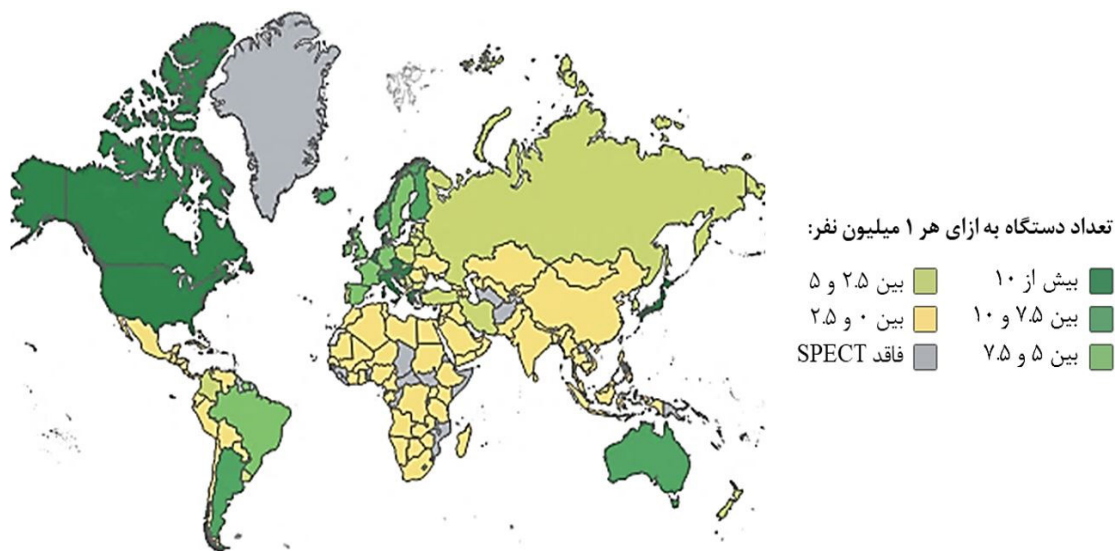 تعداد دستگاه به ازای هر ۱ میلیون نفر:
بیش از ۱۰
بین ۷.۵ و ۱۰
بین ۵ و ۷.۵
بین ۲.۵ و ۵
بین ۰ و ۲.۵
فاقد SPECT